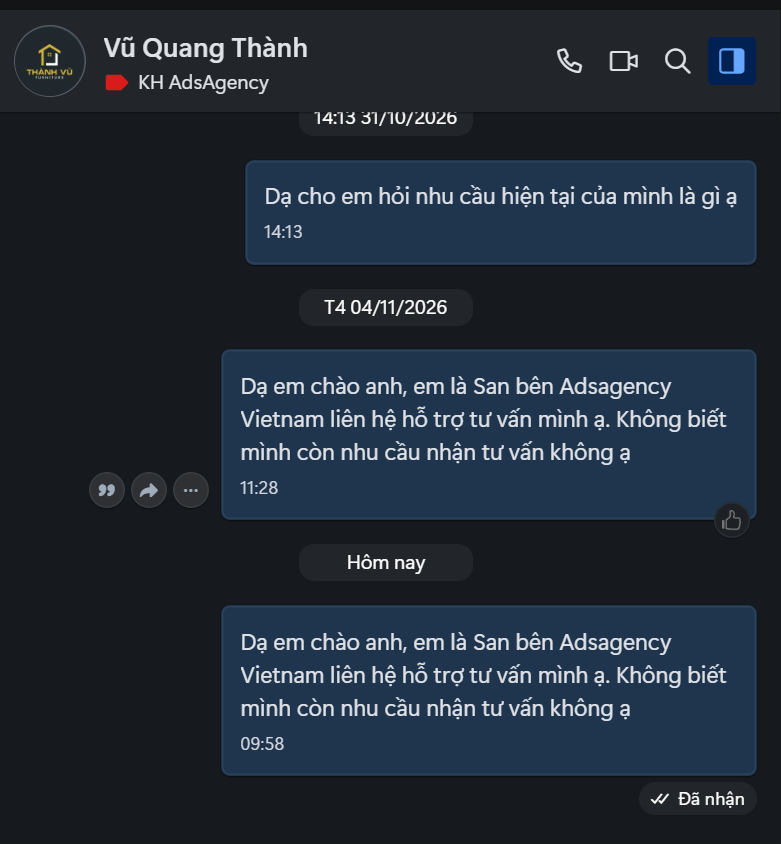 Vũ Quang Thành
THÀNH VŨ
FURNITURE
KH AdsAgency
14:13 31/10/2026
Dạ cho em hỏi nhu cầu hiện tại của mình là gì ạ
14:13
T4 04/11/2026
Dạ em chào anh, em là San bên Adsagency
Vietnam liên hệ hỗ trợ tư vấn mình ạ. Không biết
mình còn nhu cầu nhận tư vấn không ạ
11:28
Hôm nay
Dạ em chào anh, em là San bên Adsagency
Vietnam liên hệ hỗ trợ tư vấn mình ạ. Không biết
mình còn nhu cầu nhận tư vấn không ạ
09:58
Đã nhận